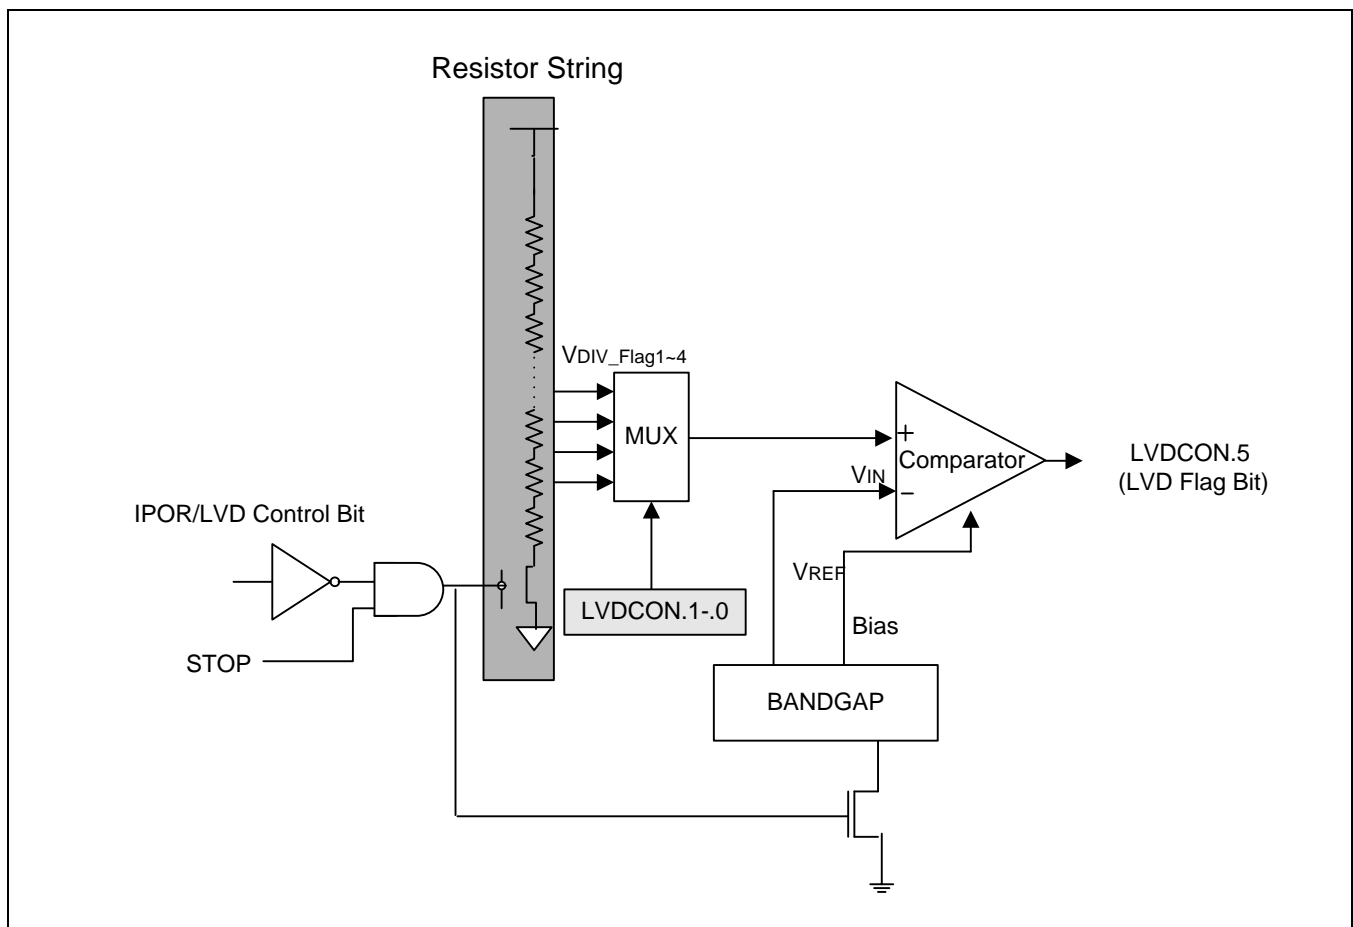 Resistor String
VDIV_Flag1~4
MUX
+
Comparator
VIN
−
LVDCON.5
(LVD Flag Bit)
IPOR/LVD Control Bit
VREF
LVDCON.1-.0
Bias
STOP
BANDGAP